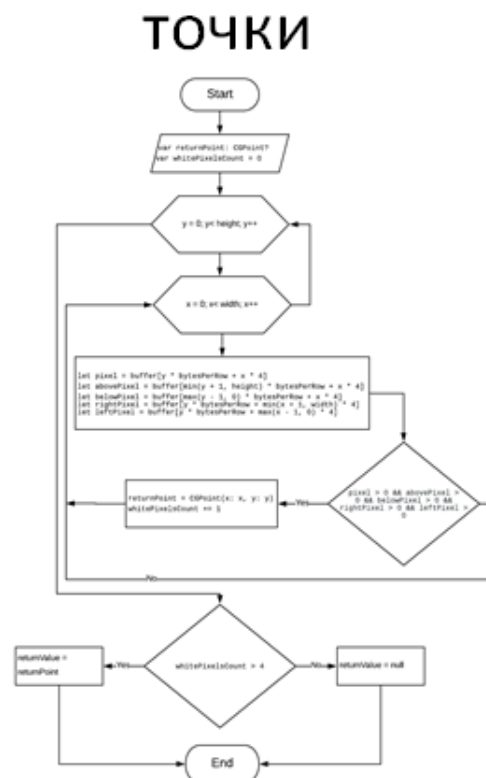 ТОЧКИ
Start
var returnPoint: CGPoint?
var whitePixelsCount = 0
y = 0; y< height; y++
x = 0; x< width; x++
let pixel = buffer[y * bytesPerRow + x * 4]
let abovePixel = buffer[min(y + 1, height) * bytesPerRow + x * 4]
let belowPixel = buffer[max(y - 1, 0) * bytesPerRow + x * 4]
let rightPixel = buffer[y * bytesPerRow + min(x + 1, width) * 4]
let leftPixel = buffer[y * bytesPerRow + max(x - 1, 0) * 4]
pixel > 0 && abovePixel >
0 && belowPixel > 0 &&
rightPixel > 0 && leftPixel >
0
Yes
returnPoint = CGPoint(x: x, y: y)
whitePixelsCount += 1
No
whitePixelsCount > 4
Yes
returnValue =
returnPoint
No
returnValue = null
End